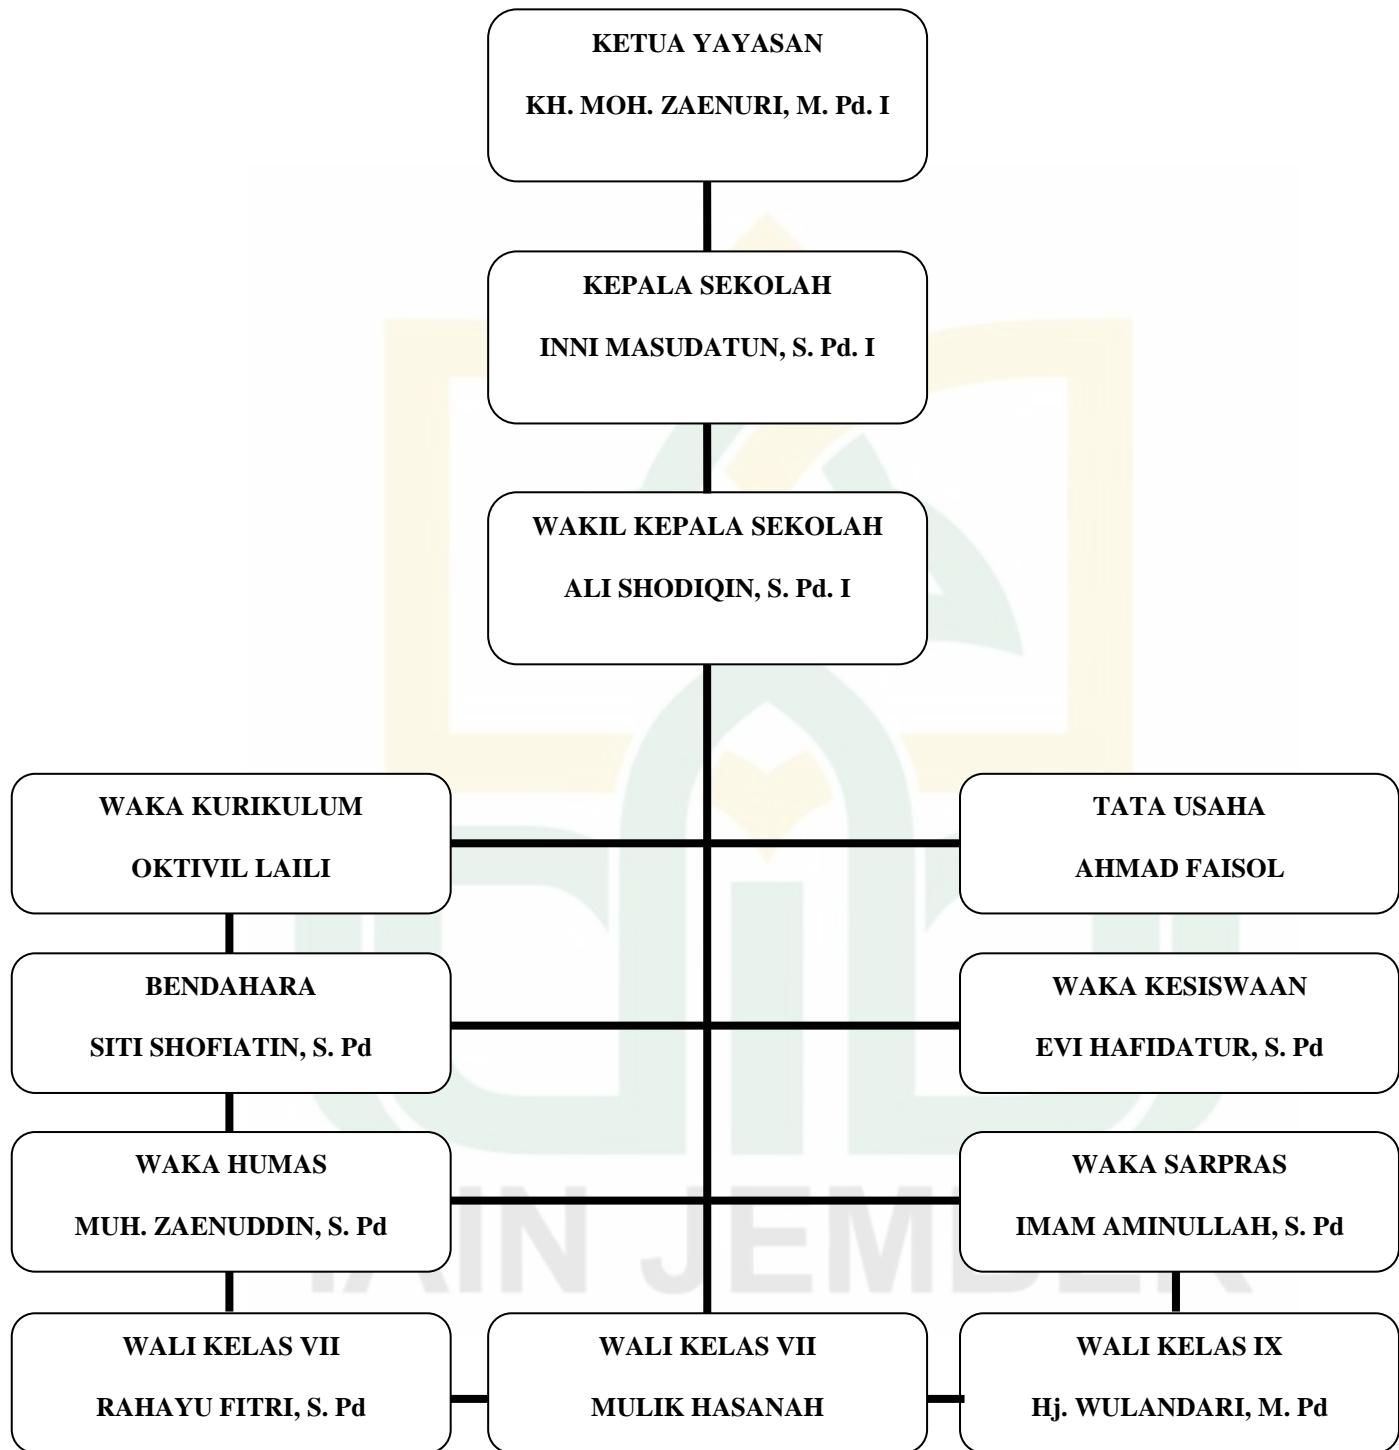 KETUA YAYASAN
KH. MOH. ZAENURI, M. Pd. I
KEPALA SEKOLAH
INNI MASUDATUN, S. Pd. I
WAKIL KEPALA SEKOLAH
ALI SHODIQIN, S. Pd. I
WAKA KURIKULUM
OKTIVIL LAILI
TATA USAHA
AHMAD FAISOL
BENDAHARA
SITI SHOFIATIN, S. Pd
WAKA KESISWAAN
EVI HAFIDATUR, S. Pd
WAKA HUMAS
MUH. ZAENUDDIN, S. Pd
WAKA SARPRAS
IMAM AMINULLAH, S. Pd
IAIN JEMBER
WALI KELAS VII
RAHAYU FITRI, S. Pd
WALI KELAS VII
MULIK HASANAH
WALI KELAS IX
Hj. WULANDARI, M. Pd